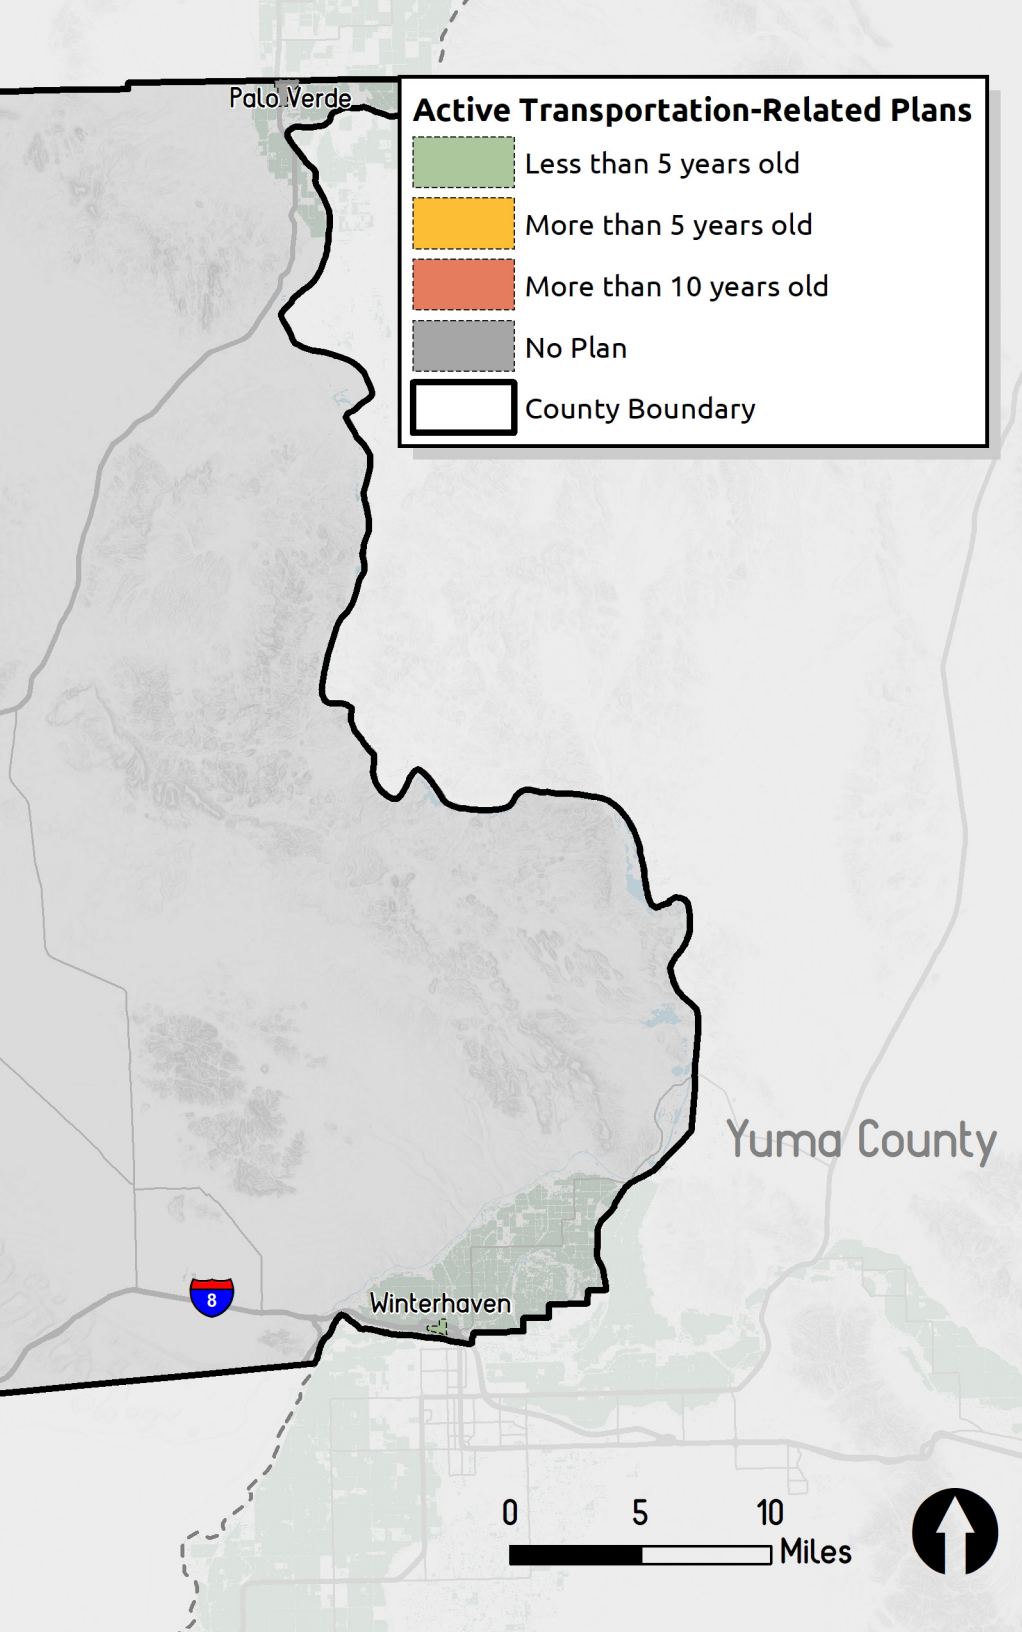 Palo Verde
Active Transportation-Related Plans
Less than 5 years old
More than 5 years old
More than 10 years old
No Plan
County Boundary
Yuma County
8
Winterhaven
0 5 10
Miles